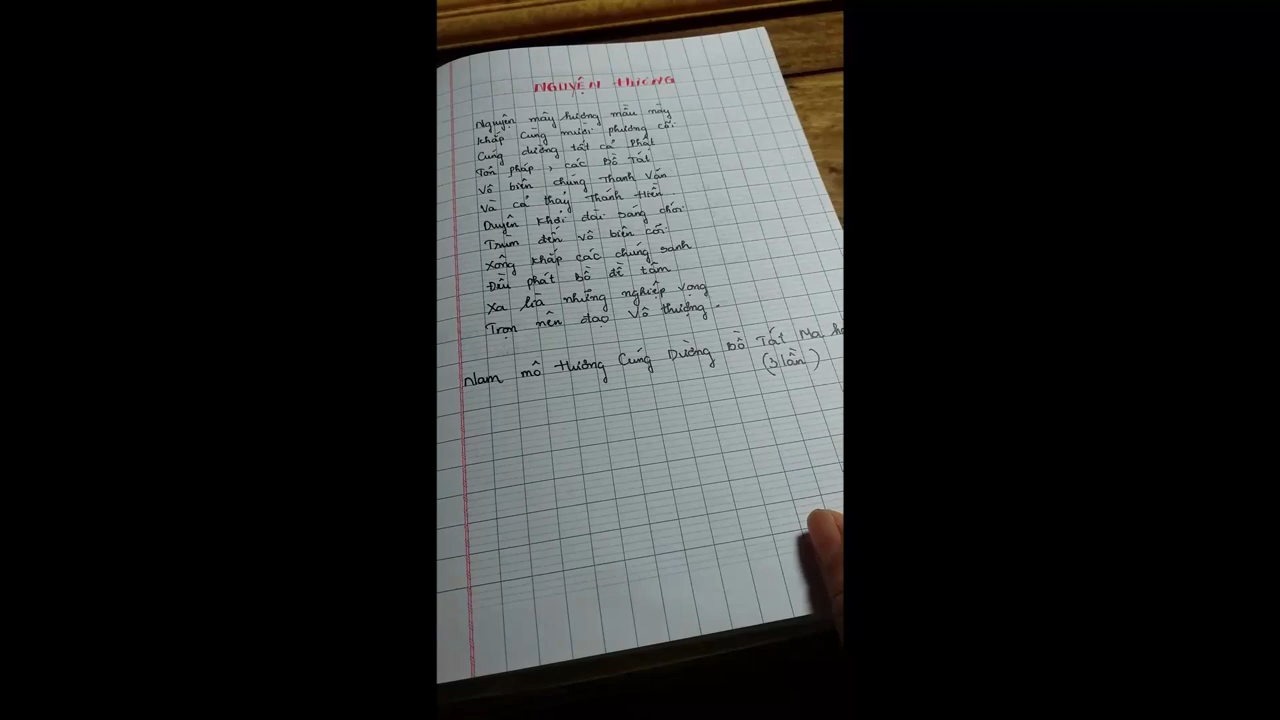 NGUYỆN HƯƠNG
Nguyện mây hương mầu này
Khắp cùng mười phương cõi
Cúng dường tất cả Phật
Tôn pháp, các Bồ Tát
Vô biên chúng Thanh Văn
Và cả thảy Thánh Hiền.
Duyên khởi đài sáng chói
Trùm đến vô biên cõi
Xông khắp các chúng sanh
Đều phát bồ đề tâm
Xa lìa những nghiệp vọng
Trọn nên đạo Vô thượng.
Nam mô Hương Cúng Dường Bồ Tát Ma h
(3 lần)